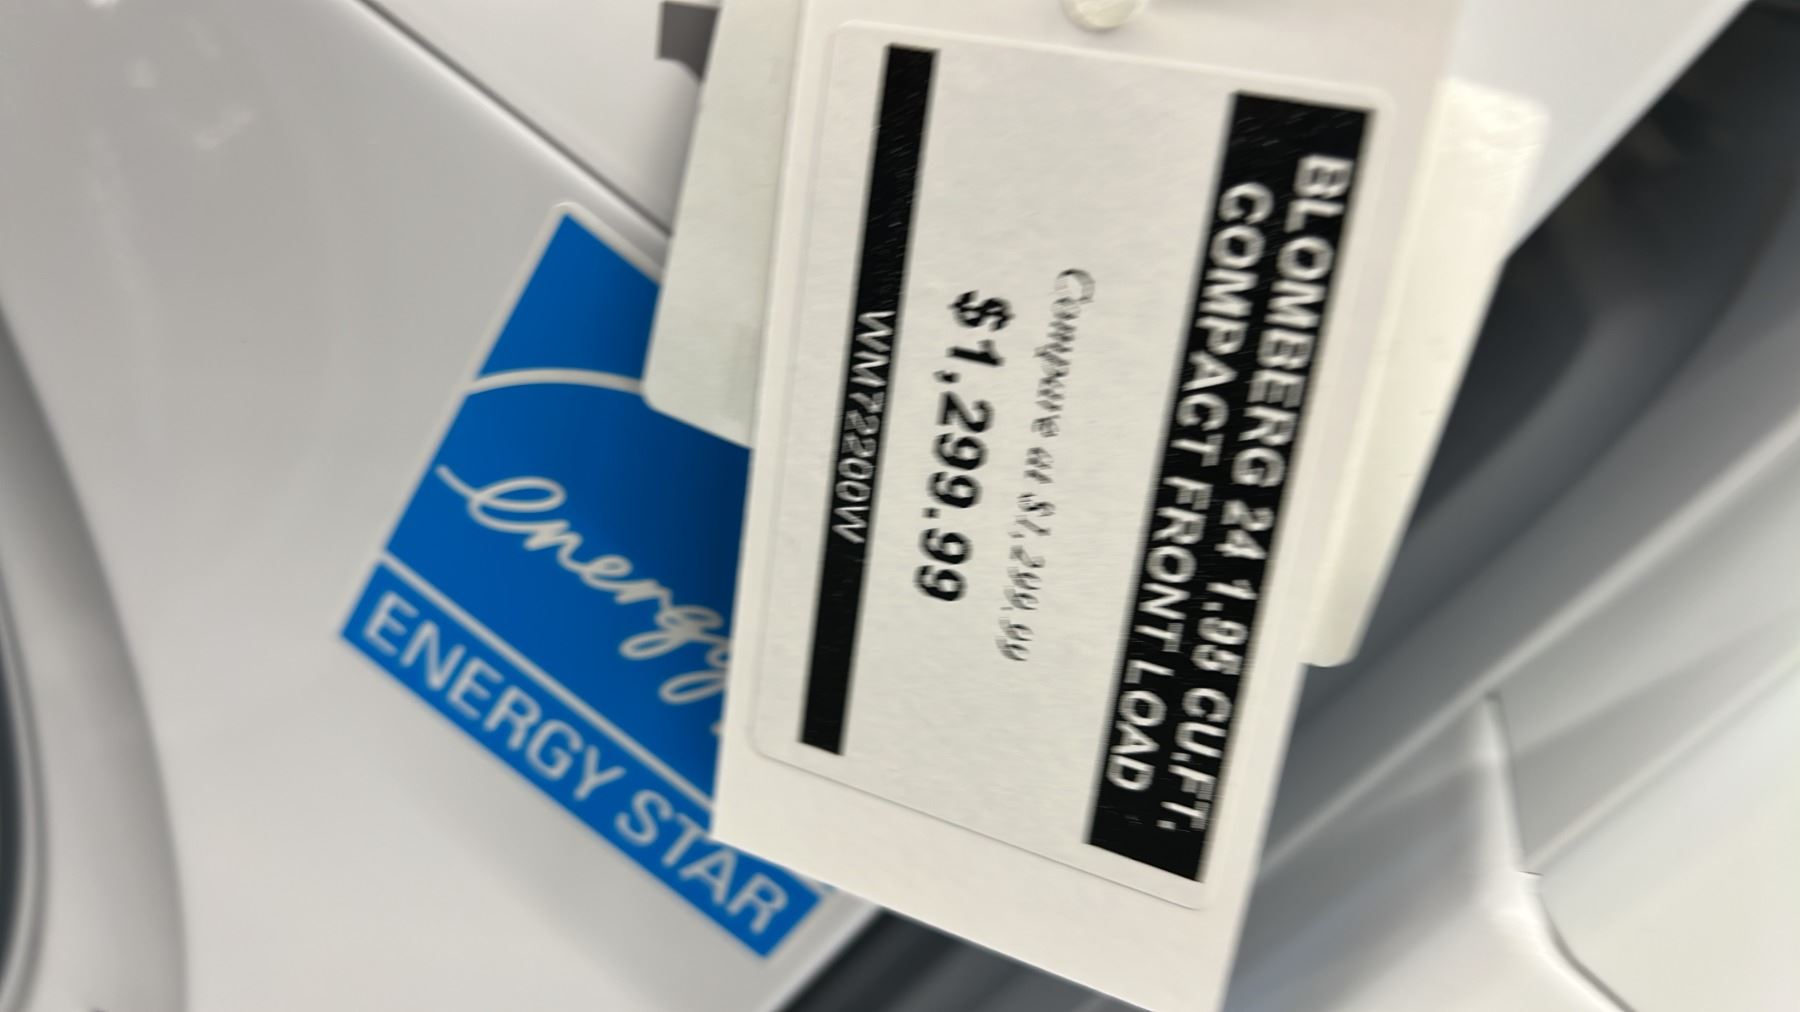 BLOMBERG 24 1.95 CU.FT.
COMPACT FRONT LOAD
Compare at $1,299.99
$1,299.99
WM72200W
energy
ENERGY STAR